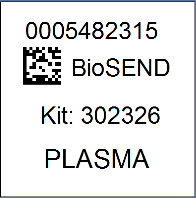 0005482315
BioSEND
Kit: 302326
PLASMA